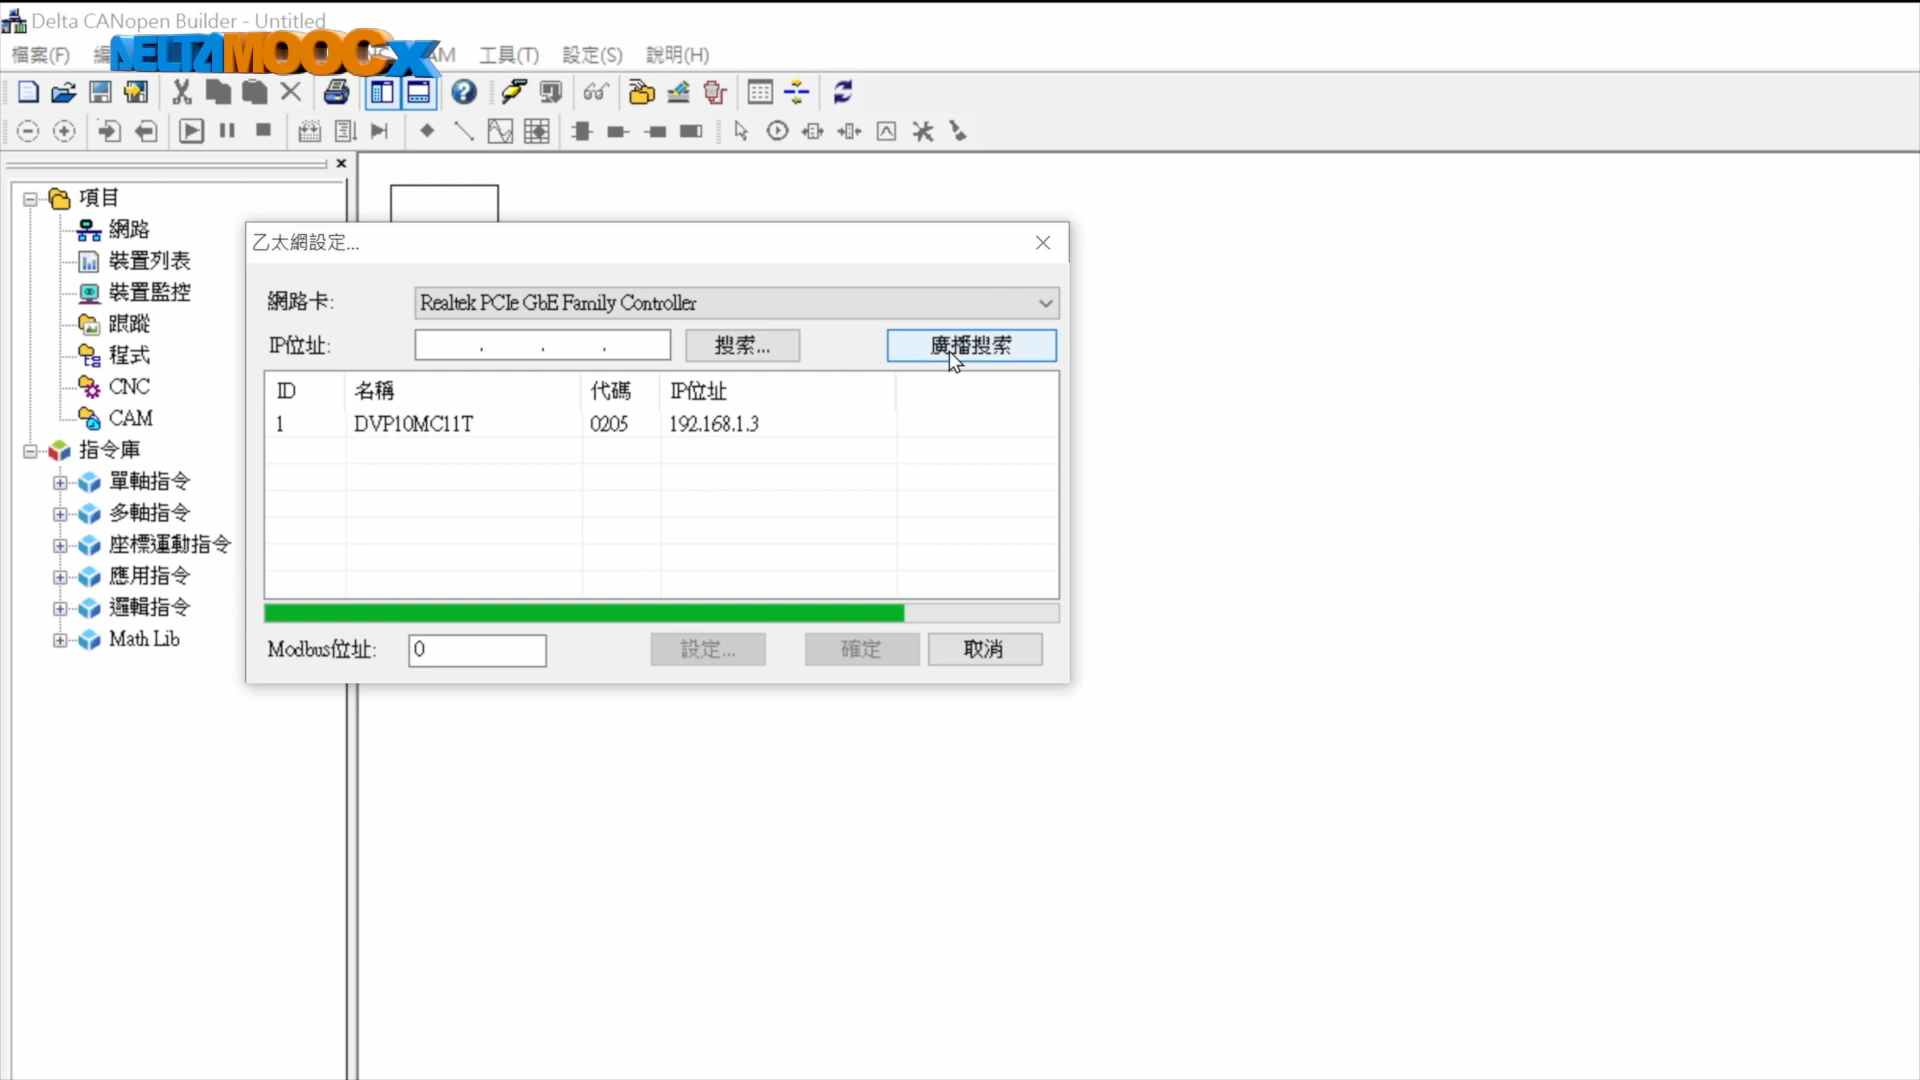 Delta CANopen Builder - Untitled
DELTAMOOCx
檔案(F) 編 AM 工具(T) 設定(S) 說明(H)
項目
網路
裝置列表
裝置監控
跟蹤
程式
CNC
CAM
指令庫
單軸指令
多軸指令
座標運動指令
應用指令
邏輯指令
Math Lib
乙太網設定...
網路卡: Realtek PCIe GbE Family Controller
IP位址: . . . 搜索... 廣播搜索
ID 名稱 代碼 IP位址
1 DVP10MC11T 0205 192.168.1.3
Modbus位址: 0 設定... 確定 取消